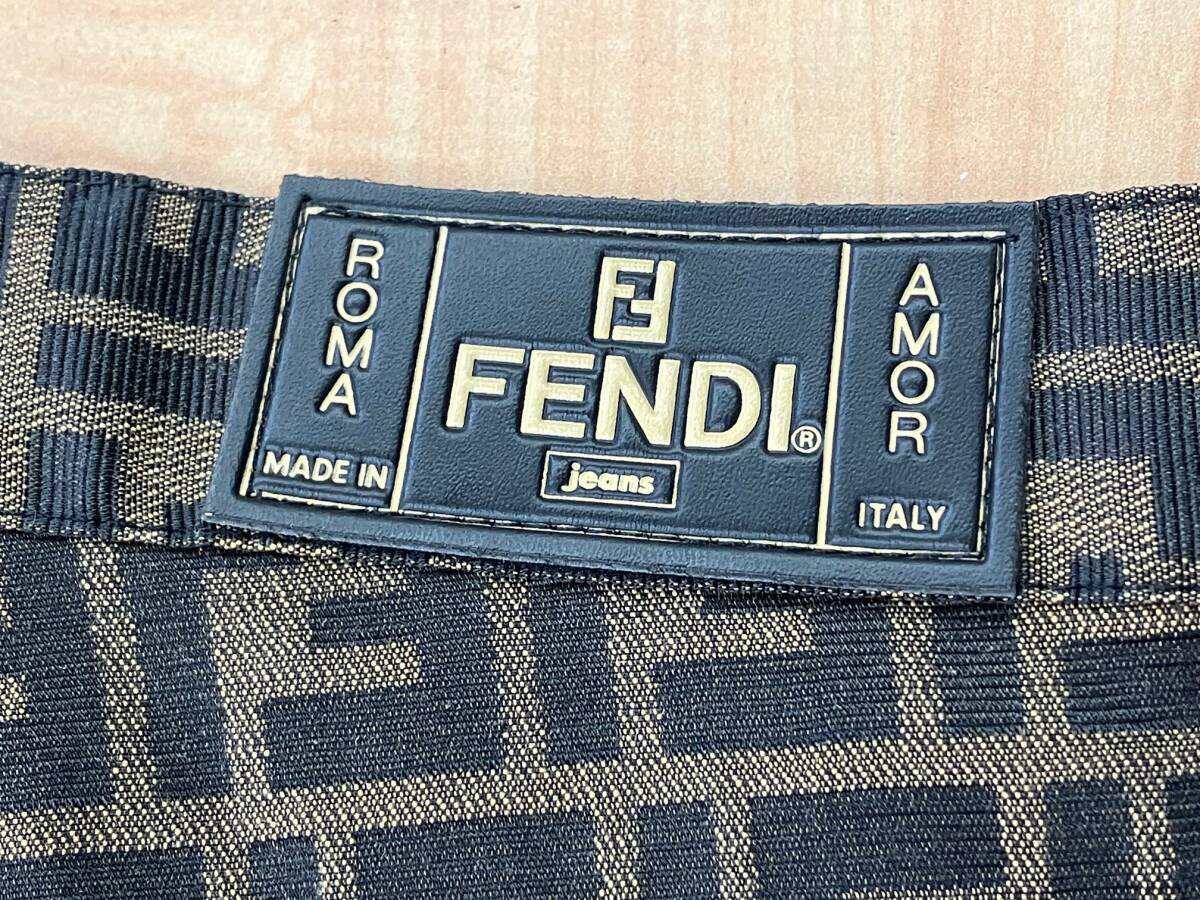 ROMA
MADE IN
FF
FENDI®
jeans
AMOR
ITALY